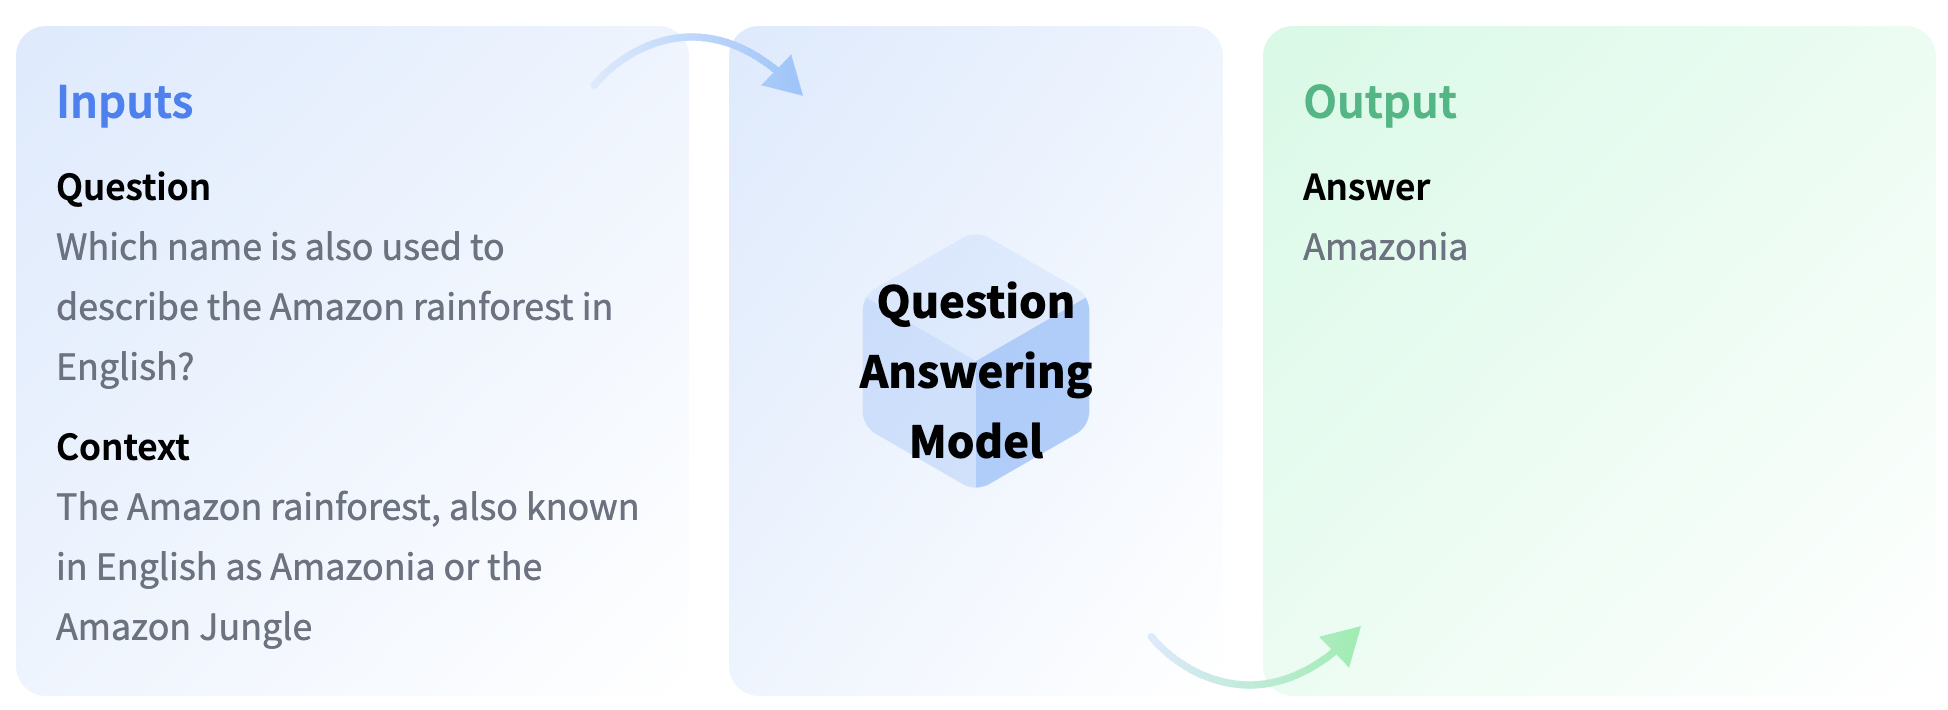 Inputs
Question
Which name is also used to
describe the Amazon rainforest in
English?
Context
The Amazon rainforest, also known
in English as Amazonia or the
Amazon Jungle
Question
Answering
Model
Output
Answer
Amazonia